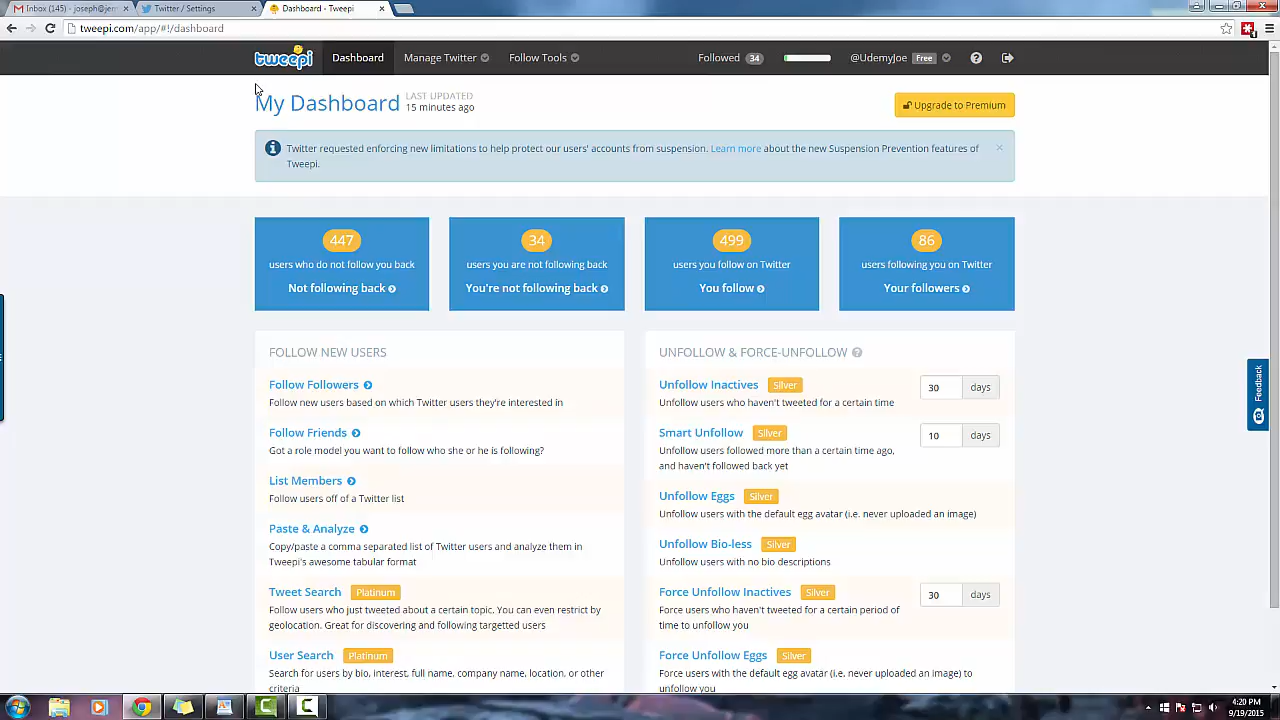 Inbox (145) - joseph@jerr
Twitter / Settings
Dashboard - Tweepi
tweepi.com/app/#!/dashboard
tweepi
Dashboard
Manage Twitter
Follow Tools
Followed 34
@UdemyJoe Free
My Dashboard
LAST UPDATED
15 minutes ago
Upgrade to Premium
Twitter requested enforcing new limitations to help protect our users' accounts from suspension. Learn more about the new Suspension Prevention features of
Tweepi.
447
users who do not follow you back
Not following back
34
users you are not following back
You're not following back
499
users you follow on Twitter
You follow
86
users following you on Twitter
Your followers
FOLLOW NEW USERS
Follow Followers
Follow new users based on which Twitter users they're interested in
Follow Friends
Got a role model you want to follow who she or he is following?
List Members
Follow users off of a Twitter list
Paste & Analyze
Copy/paste a comma separated list of Twitter users and analyze them in
Tweepi's awesome tabular format
Tweet Search Platinum
Follow users who just tweeted about a certain topic. You can even restrict by
geolocation. Great for discovering and following targetted users
User Search Platinum
Search for users by bio, interest, full name, company name, location, or other
criteria
UNFOLLOW & FORCE-UNFOLLOW
Unfollow Inactives Silver
30 days
Unfollow users who haven't tweeted for a certain time
Smart Unfollow Silver
10 days
Unfollow users followed more than a certain time ago,
and haven't followed back yet
Unfollow Eggs Silver
Unfollow users with the default egg avatar (i.e. never uploaded an image)
Unfollow Bio-less Silver
Unfollow users with no bio descriptions
Force Unfollow Inactives Silver
30 days
Force users who haven't tweeted for a certain period of
time to unfollow you
Force Unfollow Eggs Silver
Force users with the default egg avatar (i.e. never uploaded an image) to
unfollow you
Feedback
4:20 PM
9/19/2015